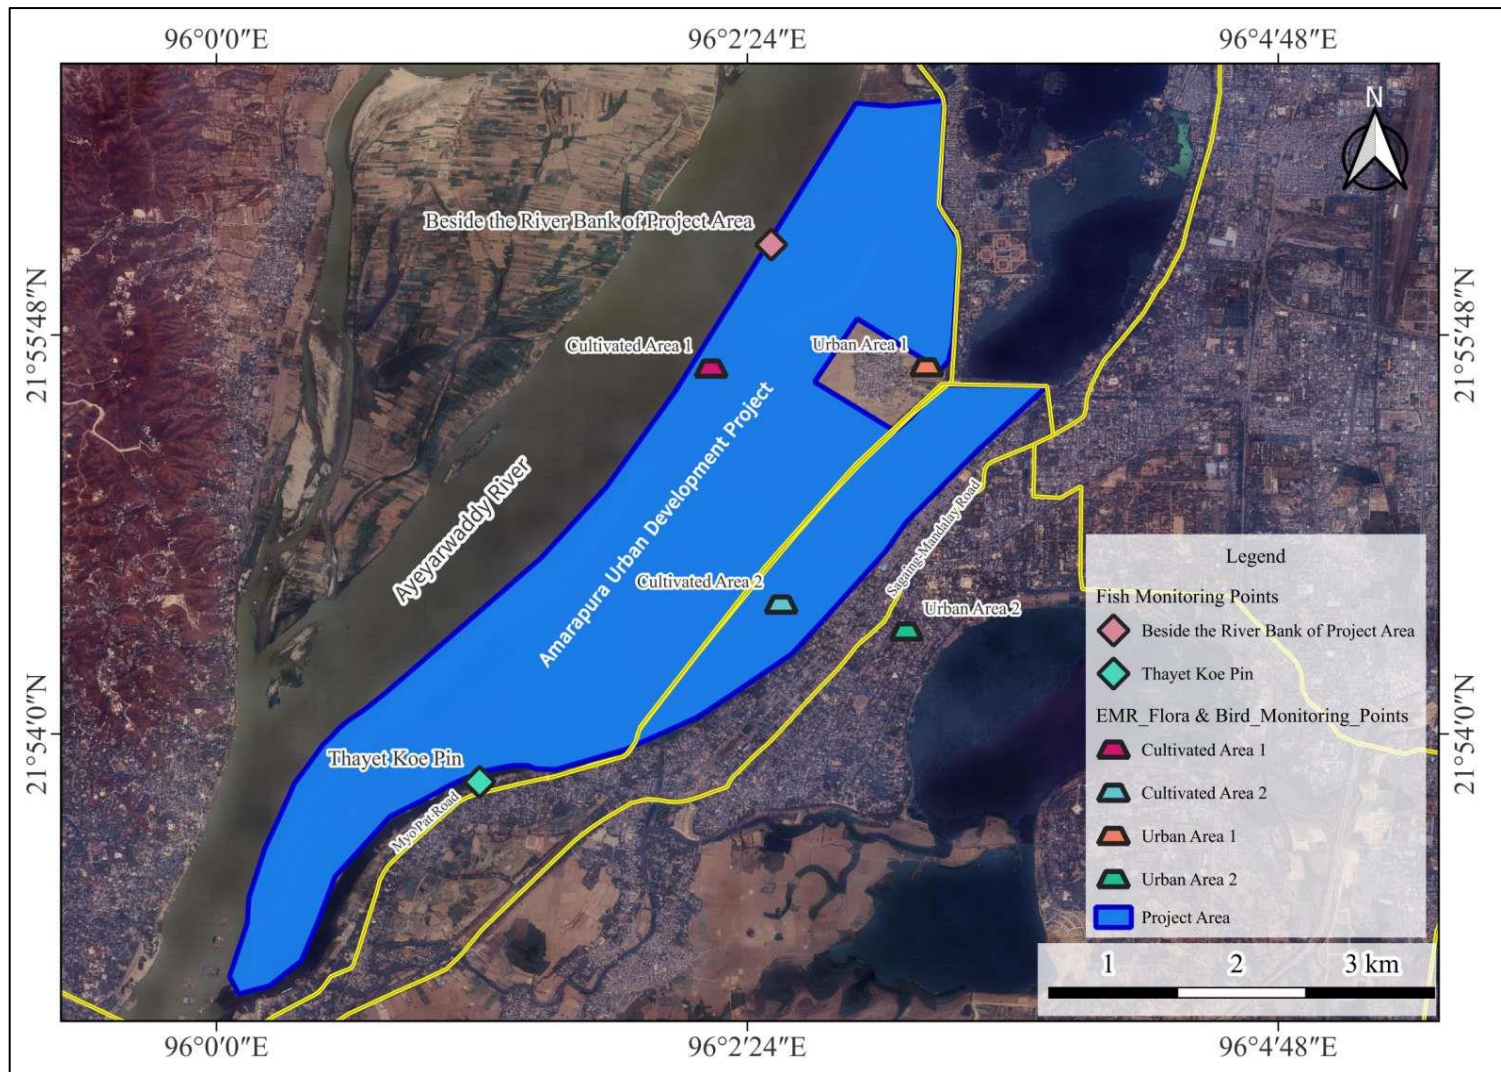 96°0′0″E
96°2′24″E
96°4′48″E
N
Beside the River Bank of Project Area
21°55′48″N
21°55′48″N
Cultivated Area 1
Urban Area 1
Amarapura Urban Development Project
Ayeyarwaddy River
Sagaing-Mandalay Road
Cultivated Area 2
Urban Area 2
21°54′0″N
21°54′0″N
Thayet Koe Pin
Myo Pat Road
Legend
Fish Monitoring Points
Beside the River Bank of Project Area
Thayet Koe Pin
EMR_Flora & Bird_Monitoring_Points
Cultivated Area 1
Cultivated Area 2
Urban Area 1
Urban Area 2
Project Area
1 2 3 km
96°0′0″E
96°2′24″E
96°4′48″E